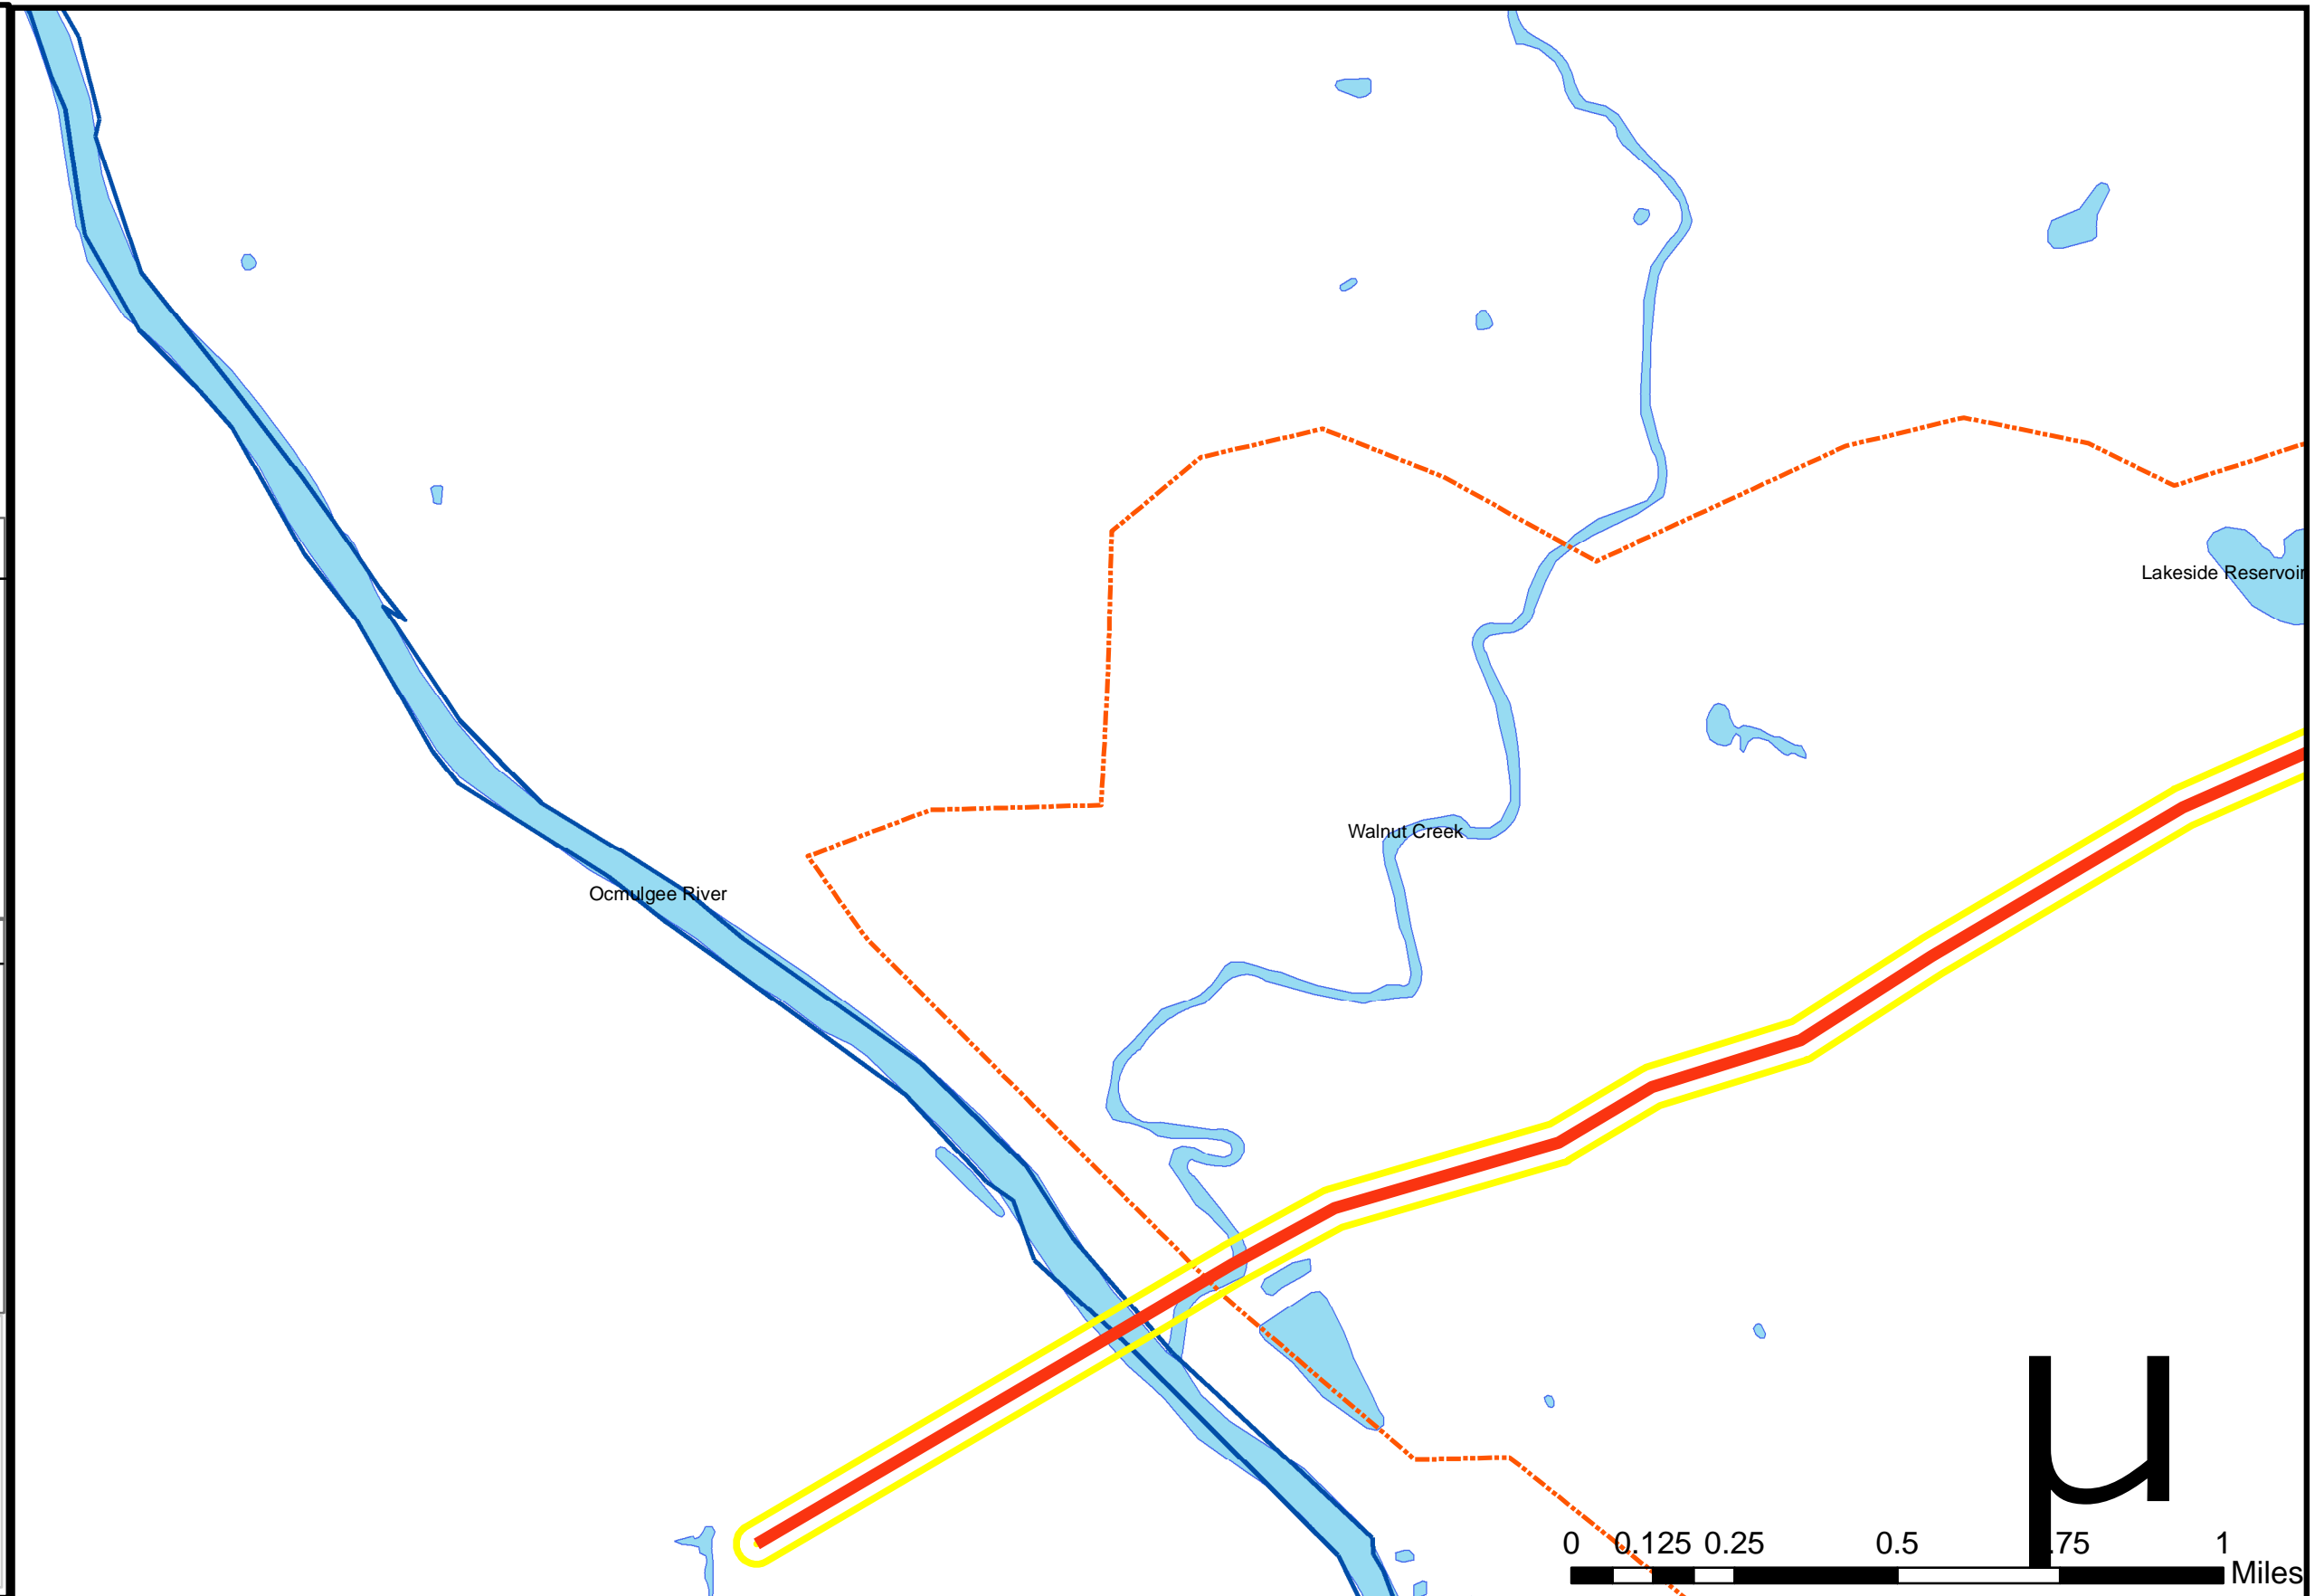 Lakeside Reservoir
Walnut Creek
Ocmulgee River
µ
0 0.125 0.25 0.5 .75 1
Miles